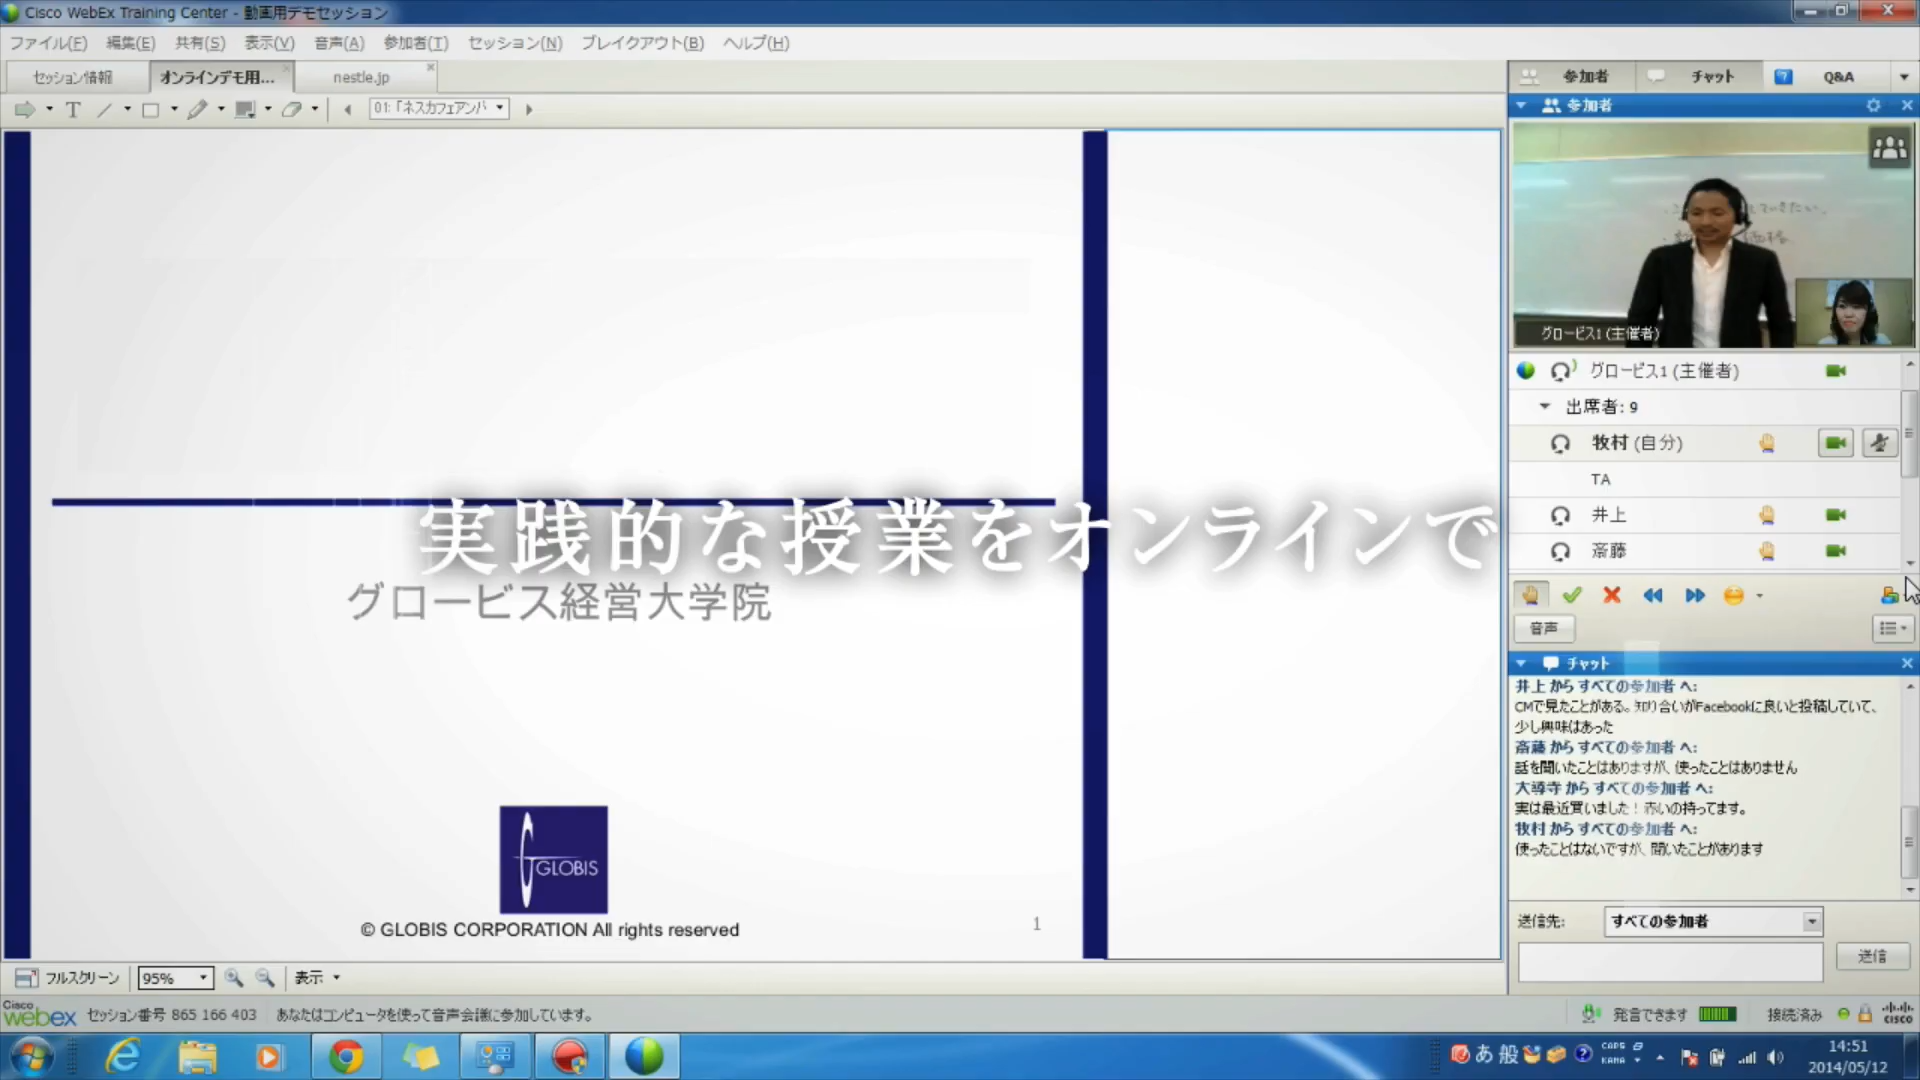 Cisco WebEx Training Center - 動画用デモセッション
ファイル(F) 編集(E) 共有(S) 表示(V) 音声(A) 参加者(T) セッション(N) ブレイクアウト(B) ヘルプ(H)
セッション情報 オンラインデモ用... nestle.jp
参加者 チャット Q&A
01:「ネスカフェアンバ
参加者
グロービス1 (主催者)
グロービス1 (主催者)
出席者: 9
牧村 (自分)
TA
井上
斎藤
実践的な授業をオンラインで
グロービス経営大学院
音声
チャット
井上 から すべての参加者 へ:
CMで見たことがある。知り合いがFacebookに良いと投稿していて、
少し興味はあった
斎藤 から すべての参加者 へ:
話を聞いたことはありますが、使ったことはありません
大導寺 から すべての参加者 へ:
実は最近買いました！赤いの持ってます。
牧村 から すべての参加者 へ:
使ったことはないですが、聞いたことがあります
GLOBIS
© GLOBIS CORPORATION All rights reserved
1
送信先: すべての参加者
送信
フルスクリーン 95% 表示
Cisco webex セッション番号 865 166 403 あなたはコンピュータを使って音声会議に参加しています。
発言できます 接続済み CISCO
あ 般 CAPS KANA
14:51
2014/05/12